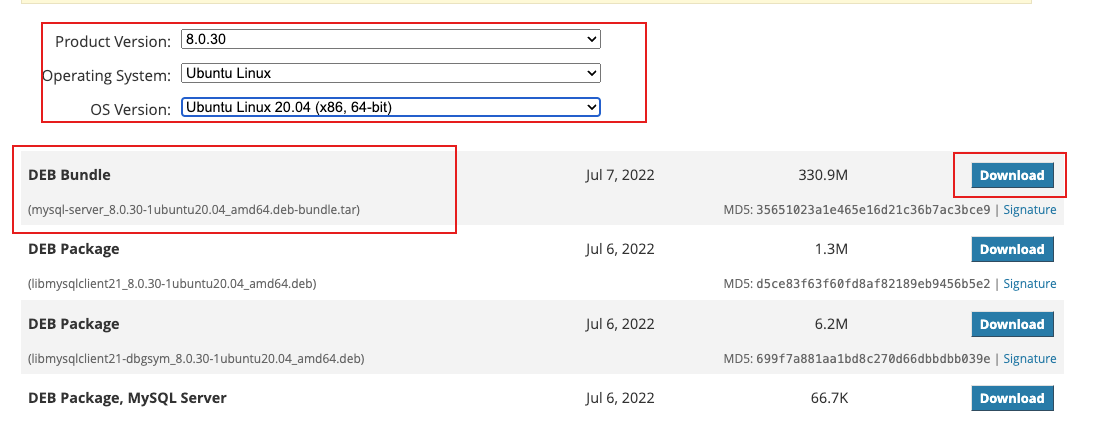 Product Version: 8.0.30
Operating System: Ubuntu Linux
OS Version: Ubuntu Linux 20.04 (x86, 64-bit)
DEB Bundle Jul 7, 2022 330.9M Download
(mysql-server_8.0.30-1ubuntu20.04_amd64.deb-bundle.tar) MD5: 35651023a1e465e16d21c36b7ac3bce9 | Signature
DEB Package Jul 6, 2022 1.3M Download
(libmysqlclient21_8.0.30-1ubuntu20.04_amd64.deb) MD5: d5ce83f63f60fd8af82189eb9456b5e2 | Signature
DEB Package Jul 6, 2022 6.2M Download
(libmysqlclient21-dbgsym_8.0.30-1ubuntu20.04_amd64.deb) MD5: 699f7a881aa1bd8c270d66dbbdbb039e | Signature
DEB Package, MySQL Server Jul 6, 2022 66.7K Download